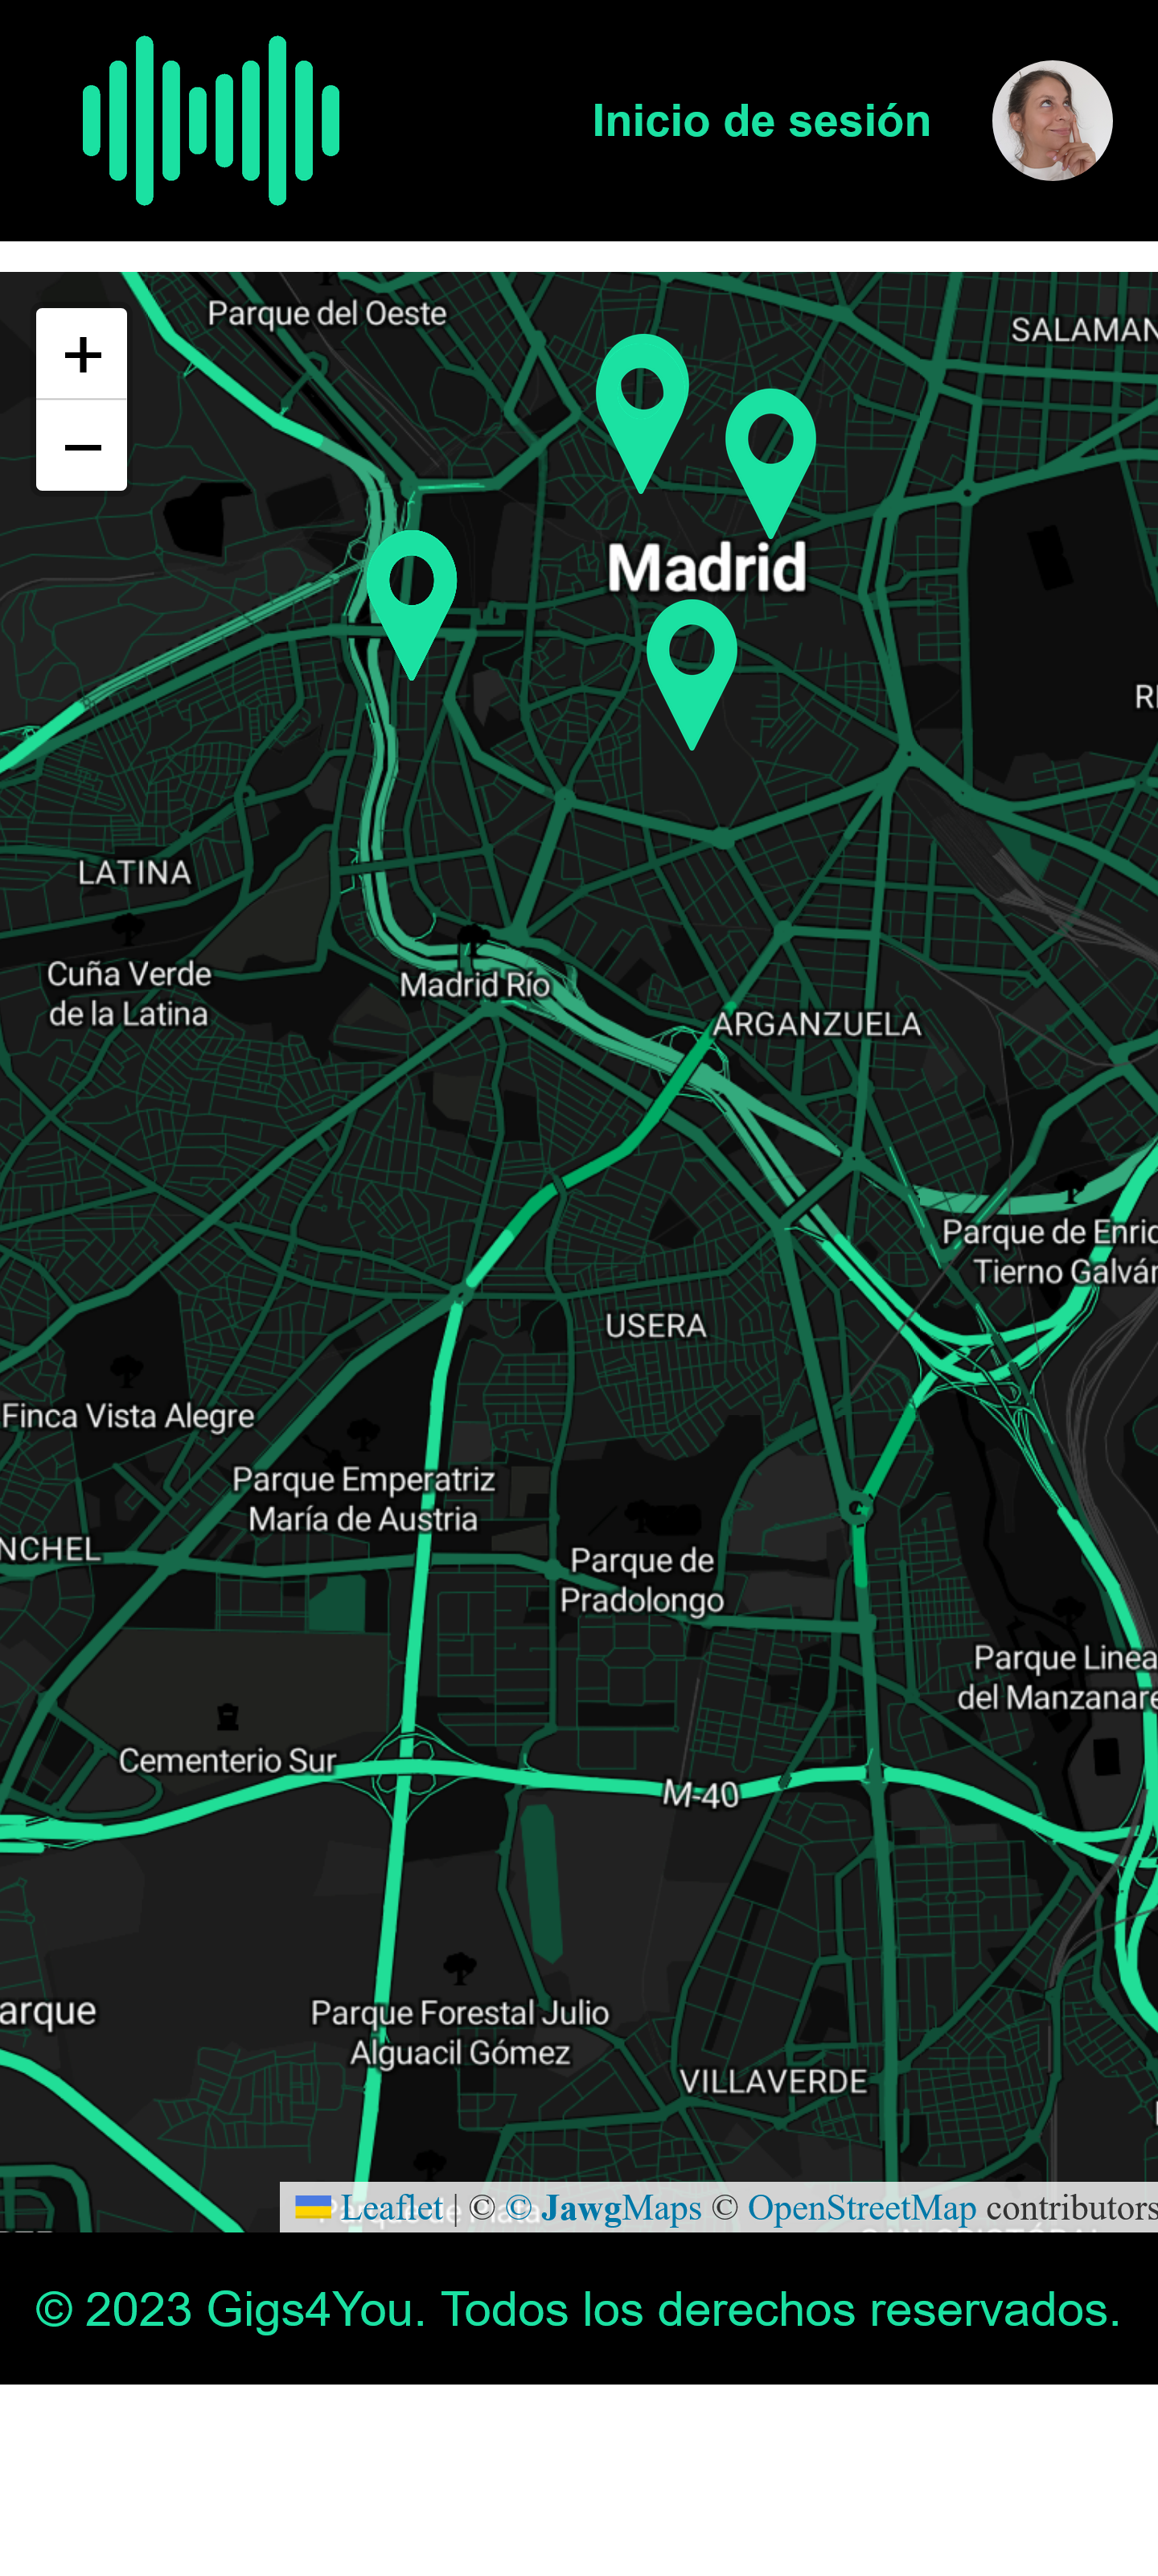 Inicio de sesión
+
Parque del Oeste
SALAMAN
−
Madrid
LATINA
Cuña Verde
de la Latina
Madrid Río
ARGANZUELA
Parque de Enric
Tierno Galván
USERA
Finca Vista Alegre
Parque Emperatriz
María de Austria
NCHEL
Parque de
Pradolongo
Parque Linea
del Manzanare
Cementerio Sur
M-40
arque
Parque Forestal Julio
Alguacil Gómez
VILLAVERDE
Leaflet | © © JawgMaps © OpenStreetMap contributors
© 2023 Gigs4You. Todos los derechos reservados.